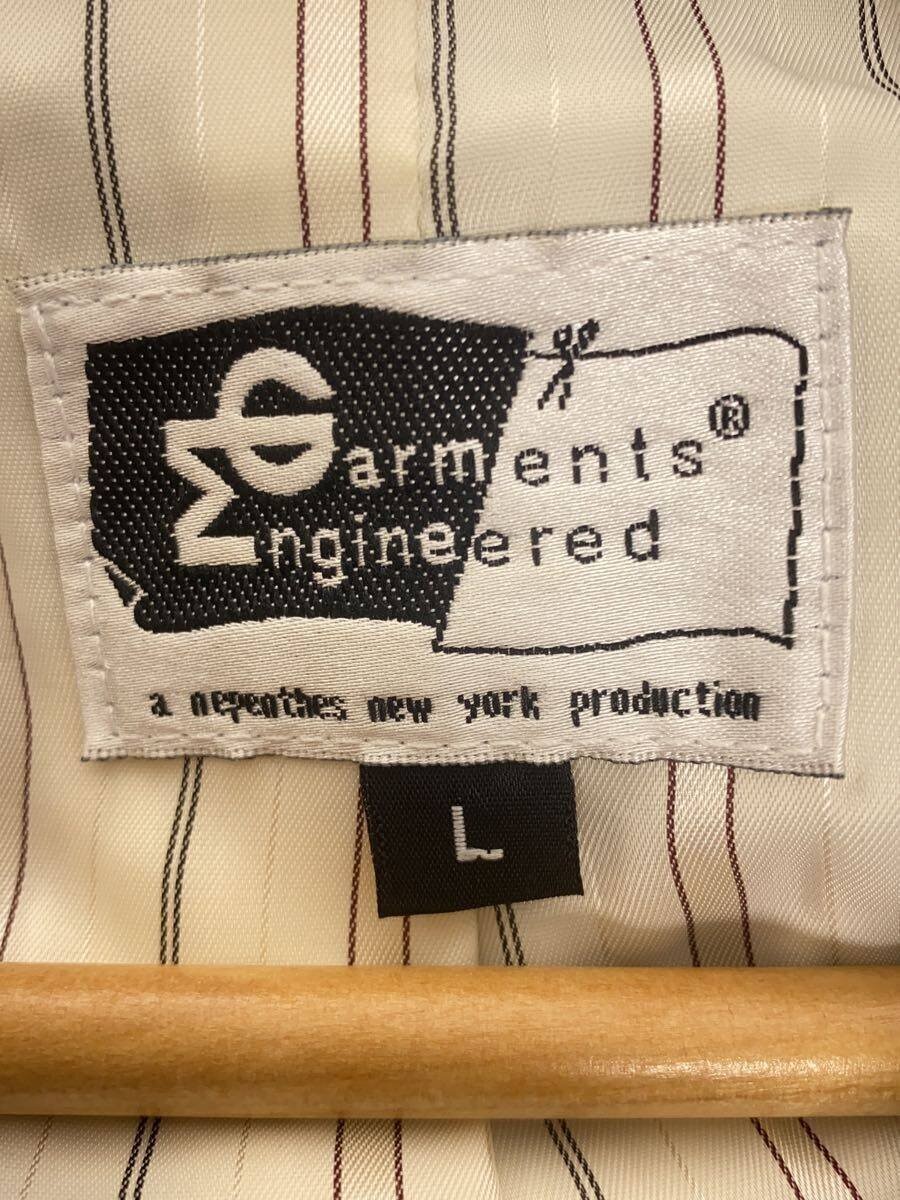 Garments®
Engineered
a nepenthes new york production
L